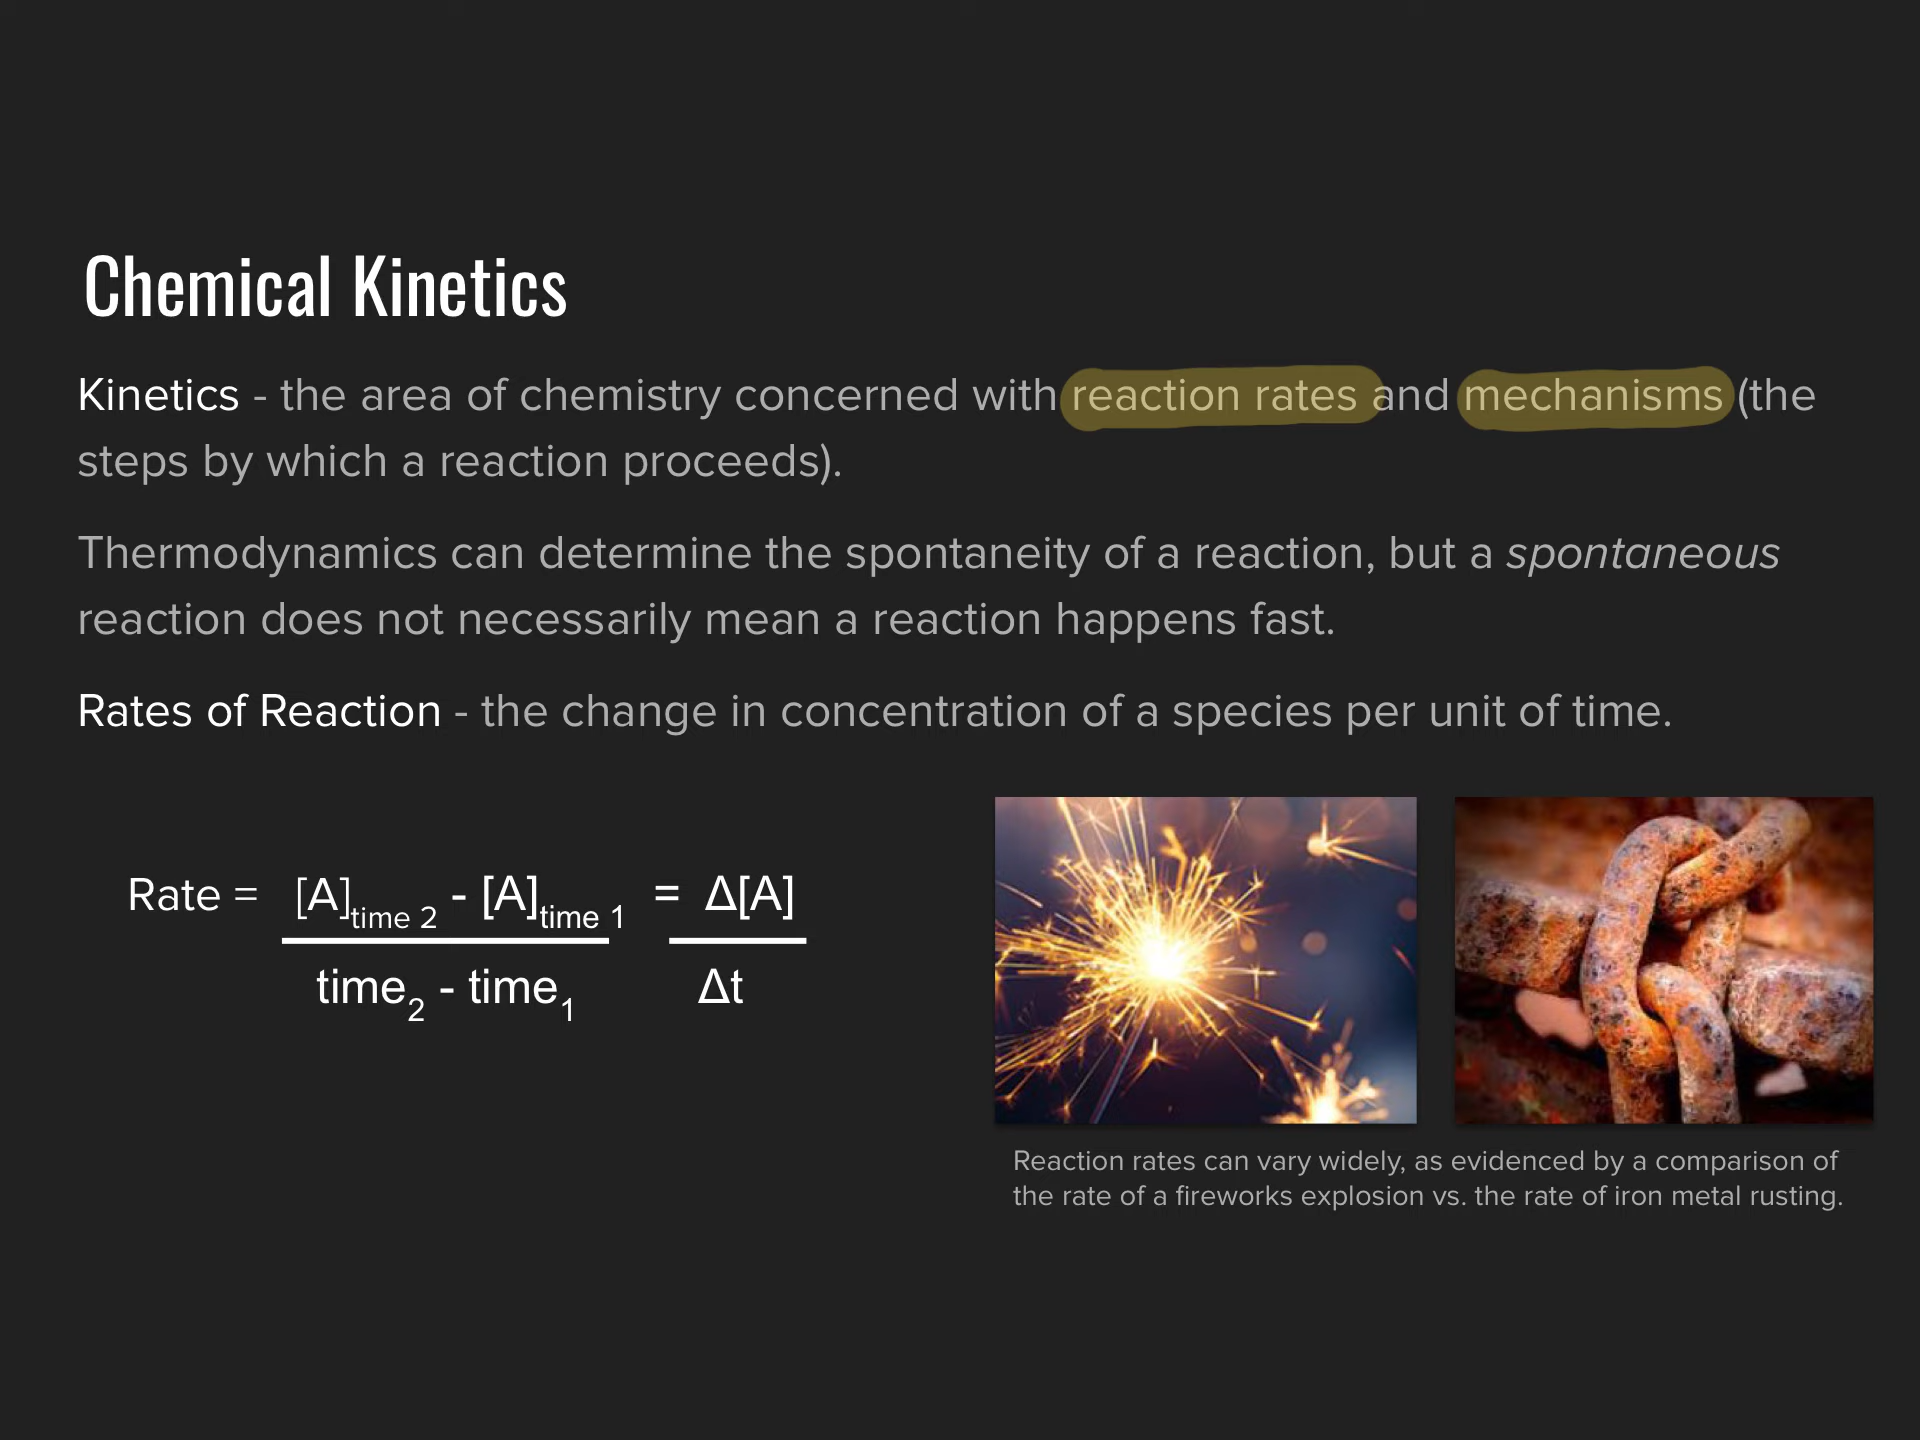 Chemical Kinetics
Kinetics - the area of chemistry concerned with reaction rates and mechanisms (the
steps by which a reaction proceeds).
Thermodynamics can determine the spontaneity of a reaction, but a spontaneous
reaction does not necessarily mean a reaction happens fast.
Rates of Reaction - the change in concentration of a species per unit of time.
Rate = [A]time 2 - [A]time 1 = Δ[A]
time2 - time1 Δt
Reaction rates can vary widely, as evidenced by a comparison of
the rate of a fireworks explosion vs. the rate of iron metal rusting.